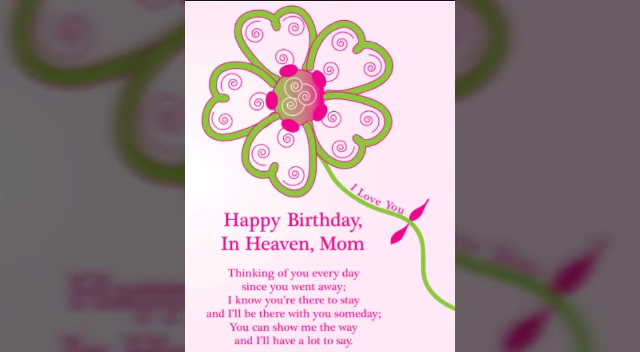 I Love You
Happy Birthday,
In Heaven, Mom
Thinking of you every day
since you went away;
I know you're there to stay
and I'll be there with you someday;
You can show me the way
and I'll have a lot to say.